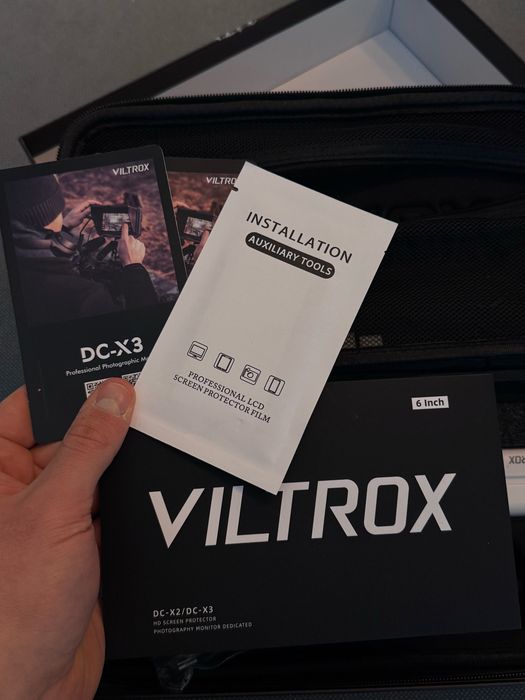 VILTROX
DC-X3
VILTROX
INSTALLATION
AUXILIARY TOOLS
PROFESSIONAL LCD
SCREEN PROTECTOR FILM
6 Inch
VILTROX
DC-X2/DC-X3
HD SCREEN PROTECTOR
PHOTOGRAPHY MONITOR DEDICATED
Professional Photographic